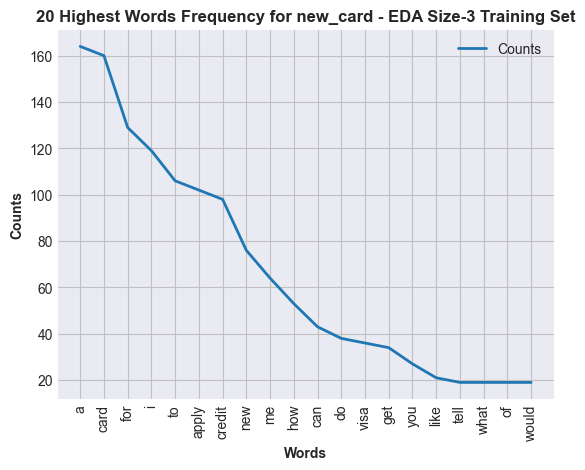 20 Highest Words Frequency for new_card - EDA Size-3 Training Set
Counts
160
140
120
100
80
60
40
20
Counts
a
card
for
i
to
apply
credit
new
me
how
can
do
visa
get
you
like
tell
what
of
would
Words